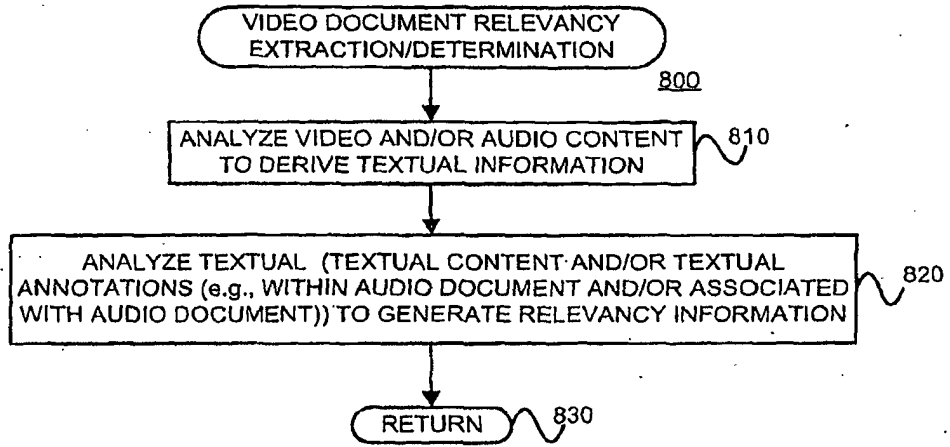 VIDEO DOCUMENT RELEVANCY
EXTRACTION/DETERMINATION
800
ANALYZE VIDEO AND/OR AUDIO CONTENT
TO DERIVE TEXTUAL INFORMATION
810
ANALYZE TEXTUAL (TEXTUAL CONTENT AND/OR TEXTUAL
ANNOTATIONS (e.g., WITHIN AUDIO DOCUMENT AND/OR ASSOCIATED
WITH AUDIO DOCUMENT)) TO GENERATE RELEVANCY INFORMATION
820
RETURN
830